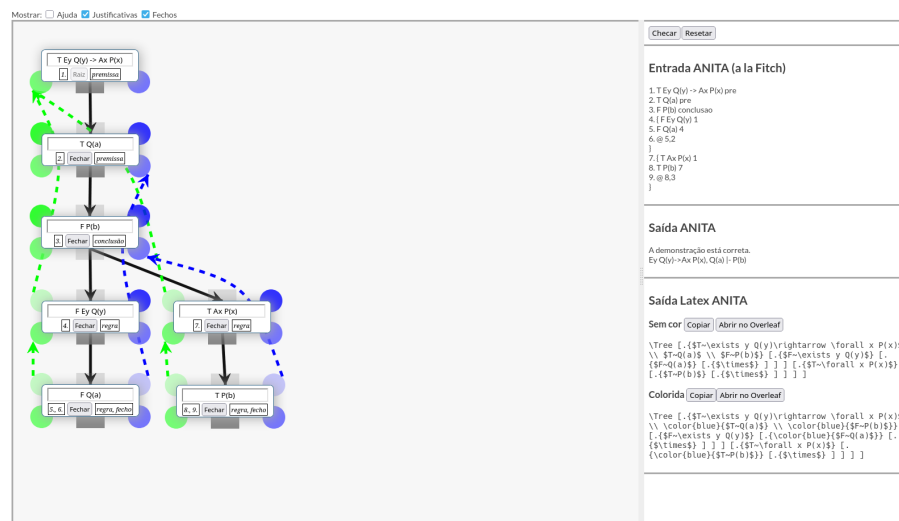 Mostrar: Ajuda Justificativas Fechos
T Ey Q(y) -> Ax P(x)
1. Raiz premissa
T Q(a)
2. Fechar premissa
F P(b)
3. Fechar conclusão
F Ey Q(y)
4. Fechar regra
T Ax P(x)
7. Fechar regra
F Q(a)
5., 6. Fechar regra, fecho
T P(b)
8., 9. Fechar regra, fecho
Checar Resetar
Entrada ANITA (a la Fitch)
1. T Ey Q(y) -> Ax P(x) pre
2. T Q(a) pre
3. F P(b) conclusao
4. { F Ey Q(y) 1
5. F Q(a) 4
6. @ 5,2
}
7. { T Ax P(x) 1
8. T P(b) 7
9. @ 8,3
}
Saída ANITA
A demonstração está correta.
Ey Q(y)->Ax P(x), Q(a) |- P(b)
Saída Latex ANITA
Sem cor Copiar Abrir no Overleaf
\Tree [.{$T~\exists y Q(y)\rightarrow \forall x P(x)$
\\ $T~Q(a)$ \\ $F~P(b)$} [.{$F~\exists y Q(y)$} [.
{$F~Q(a)$} [.{$\times$} ] ] ] [.{$T~\forall x P(x)$}
[.{$T~P(b)$} [.{$\times$} ] ] ] ]
Colorida Copiar Abrir no Overleaf
\Tree [.{$T~\exists y Q(y)\rightarrow \forall x P(x)$
\\ \color{blue}{$T~Q(a)$} \\ \color{blue}{$F~P(b)$}}
[.{$F~\exists y Q(y)$} [.{\color{blue}{$F~Q(a)$}} [.
{$\times$} ] ] ] [.{$T~\forall x P(x)$} [.
{\color{blue}{$T~P(b)$}} [.{$\times$} ] ] ] ]